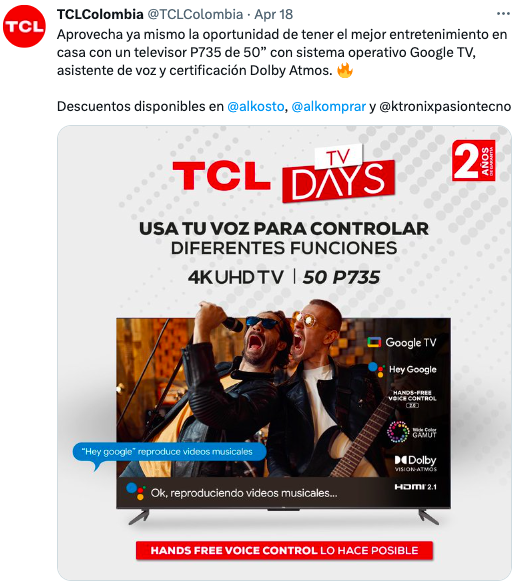 TCL
TCLColombia @TCLColombia · Apr 18
Aprovecha ya mismo la oportunidad de tener el mejor entretenimiento en
casa con un televisor P735 de 50” con sistema operativo Google TV,
asistente de voz y certificación Dolby Atmos. 🔥
Descuentos disponibles en @alkosto, @alkomprar y @ktronixpasiontecno
TCL TV DAYS
2 AÑOS
DE GARANTÍA
USA TU VOZ PARA CONTROLAR
DIFERENTES FUNCIONES
4K UHD TV | 50 P735
Google TV
Hey Google
HANDS-FREE
VOICE CONTROL
Wide Color
GAMUT
Dolby
VISION·ATMOS
HDMI 2.1
“Hey google” reproduce videos musicales
Ok, reproduciendo videos musicales...
HANDS FREE VOICE CONTROL LO HACE POSIBLE